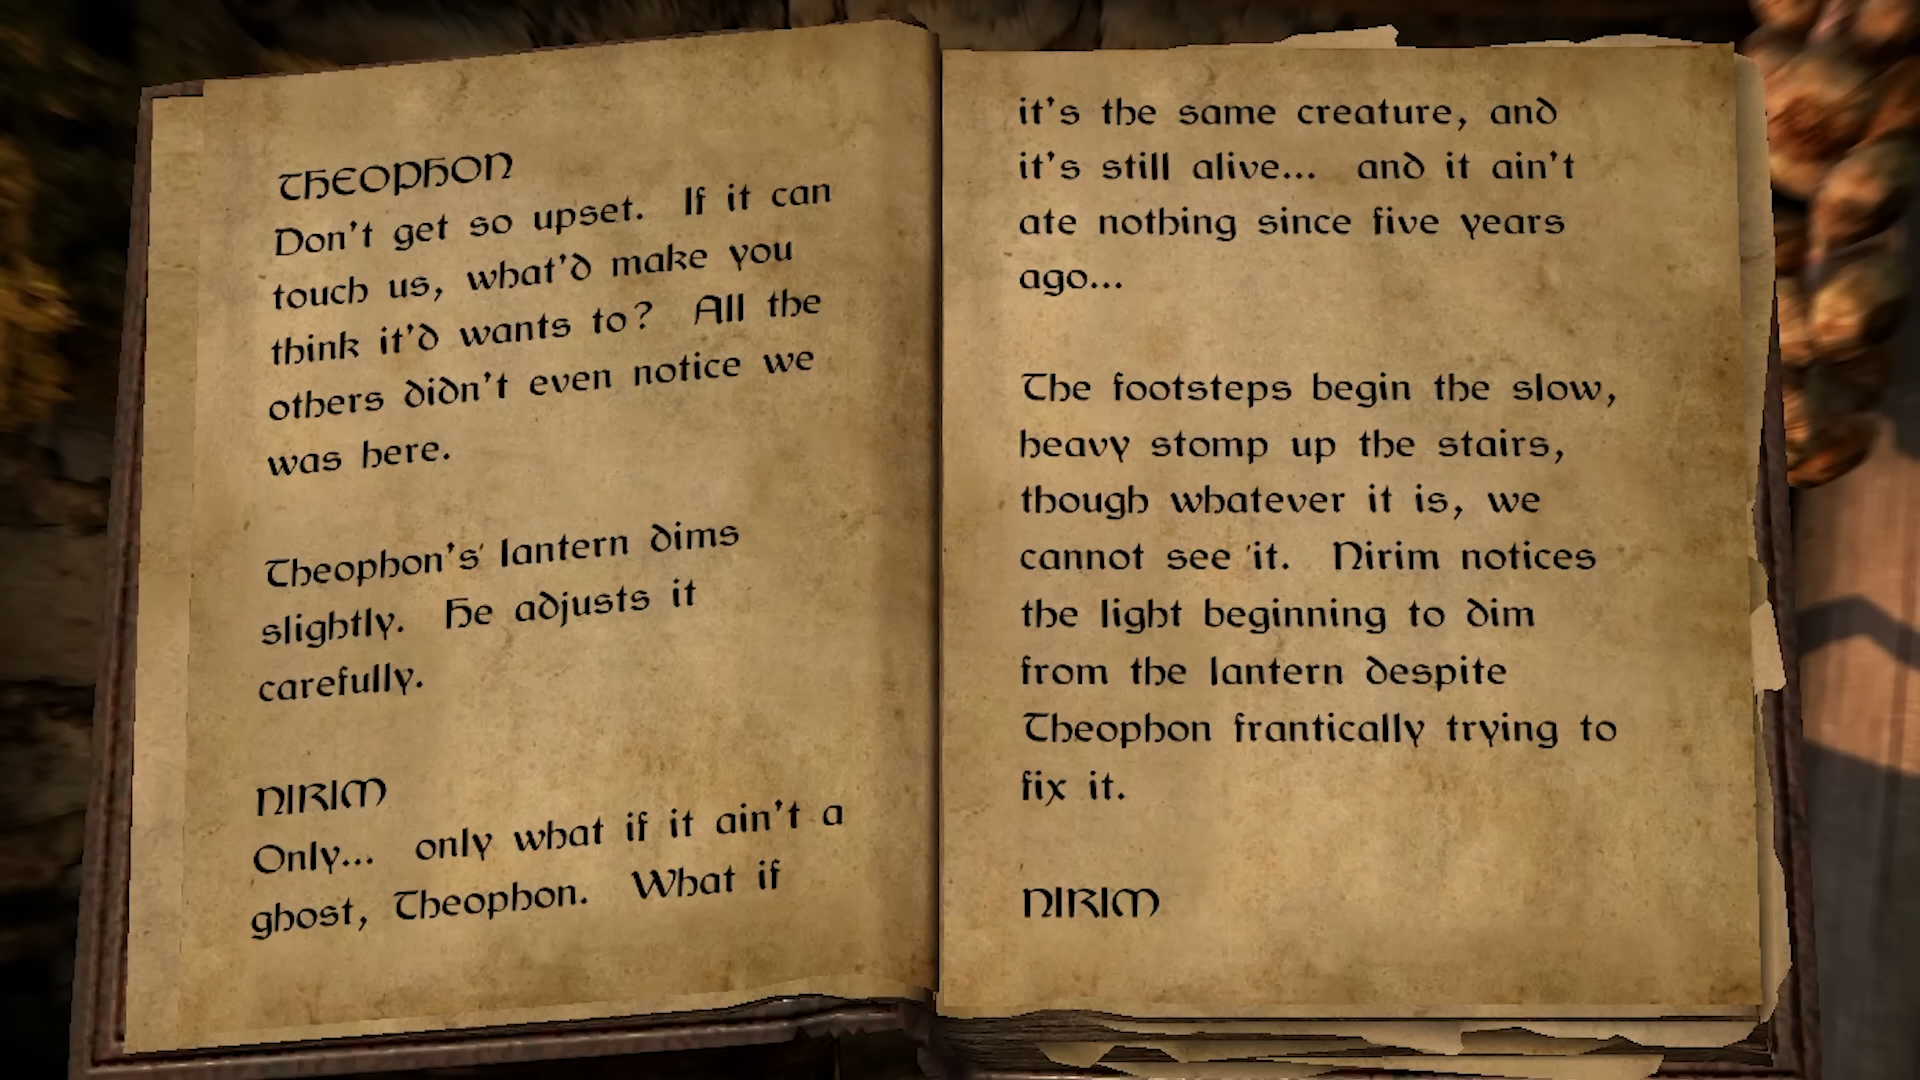 THEOPHON
Don't get so upset. If it can
touch us, what'd make you
think it'd wants to? All the
others didn't even notice we
was here.
Theophon's lantern dims
slightly. He adjusts it
carefully.
NIRIM
Only... only what if it ain't a
ghost, Theophon. What if
it's the same creature, and
it's still alive... and it ain't
ate nothing since five years
ago...
The footsteps begin the slow,
heavy stomp up the stairs,
though whatever it is, we
cannot see it. Nirim notices
the light beginning to dim
from the lantern despite
Theophon frantically trying to
fix it.
NIRIM